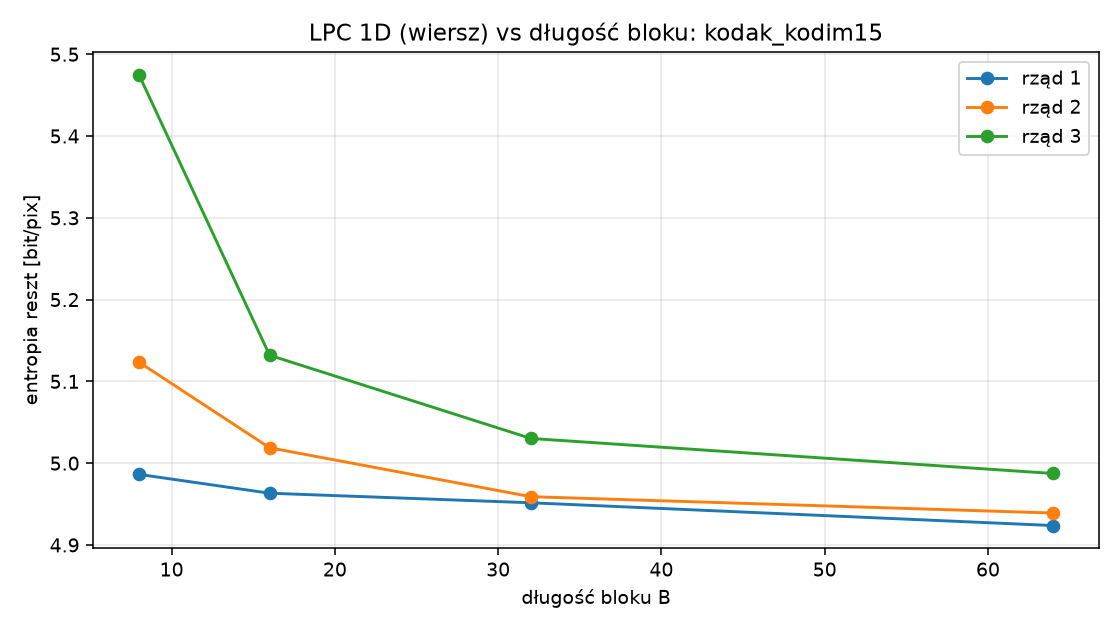 LPC 1D (wiersz) vs długość bloku: kodak_kodim15
rząd 1
rząd 2
rząd 3
entropia reszt [bit/pix]
5.5
5.4
5.3
5.2
5.1
5.0
4.9
10 20 30 40 50 60
długość bloku B